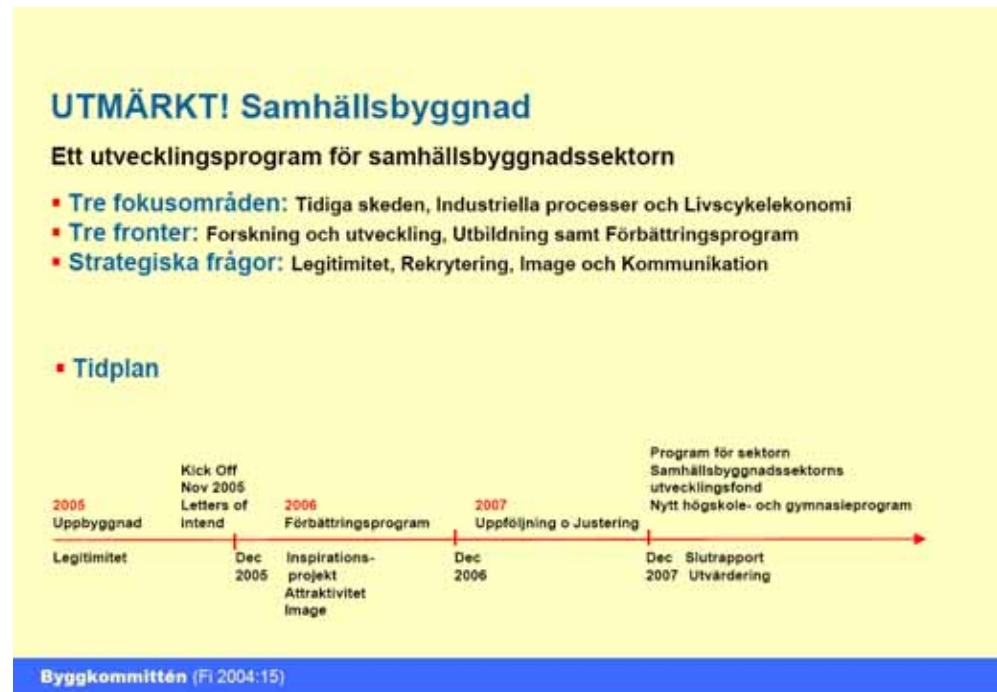 UTMÄRKT! Samhällsbyggnad
Ett utvecklingsprogram för samhällsbyggnadssektorn
▪ Tre fokusområden: Tidiga skeden, Industriella processer och Livscykelekonomi
▪ Tre fronter: Forskning och utveckling, Utbildning samt Förbättringsprogram
▪ Strategiska frågor: Legitimitet, Rekrytering, Image och Kommunikation
▪ Tidplan
2005
Uppbyggnad
Kick Off
Nov 2005
Letters of
intend
2006
Förbättringsprogram
2007
Uppföljning o Justering
Program för sektorn
Samhällsbyggnadssektorns
utvecklingsfond
Nytt högskole- och gymnasieprogram
Legitimitet
Dec
2005
Inspirations-
projekt
Attraktivitet
Image
Dec
2006
Dec
2007
Slutrapport
Utvärdering
Byggkommittén (Fi 2004:15)